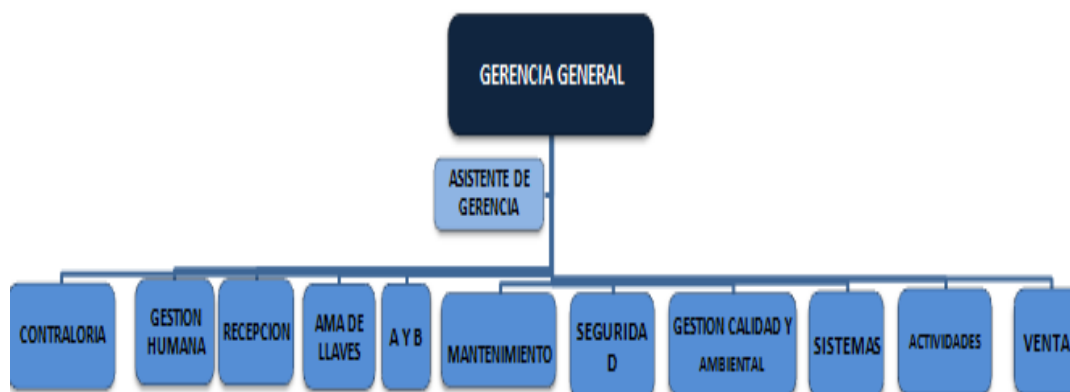 GERENCIA GENERAL
ASISTENTE DE
GERENCIA
CONTRALORIA
GESTION
HUMANA
RECEPCION
AMA DE
LLAVES
A Y B
MANTENIMIENTO
SEGURIDA
D
GESTION CALIDAD Y
AMBIENTAL
SISTEMAS
ACTIVIDADES
VENTA